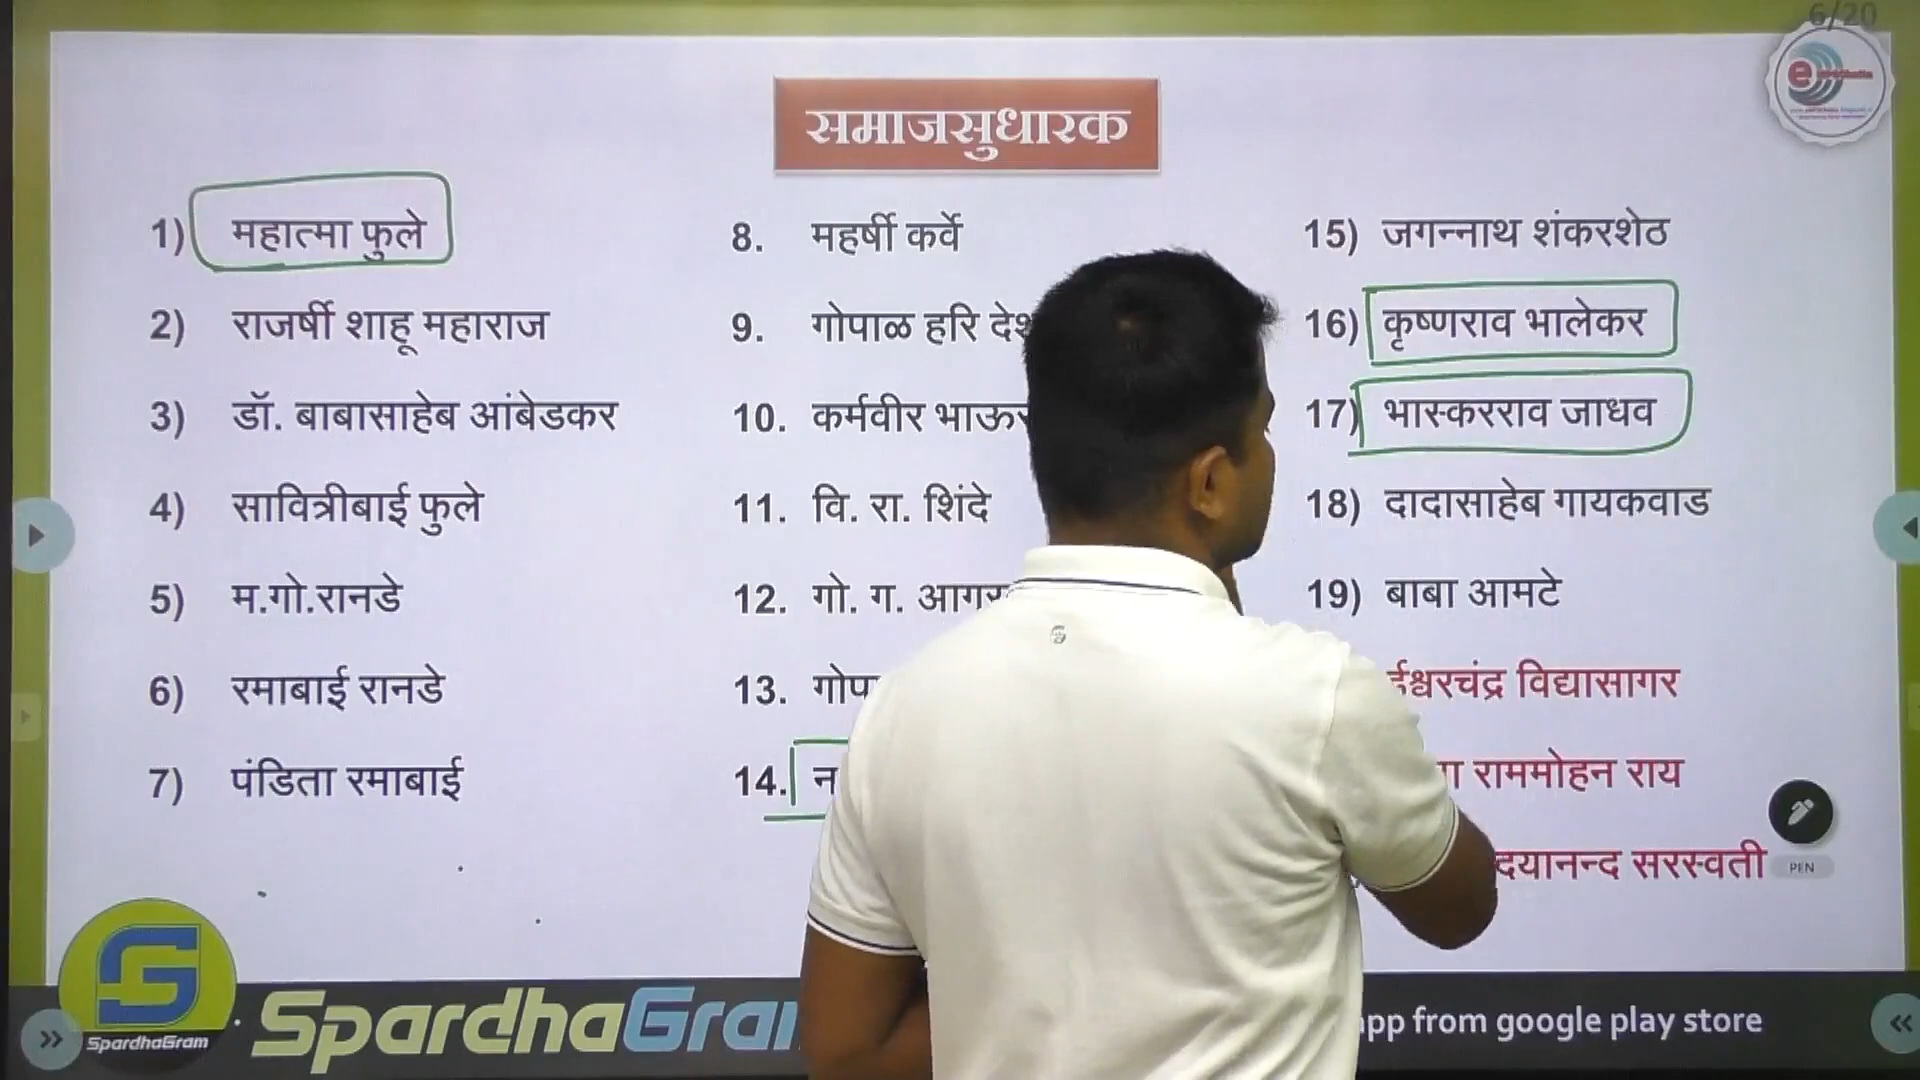 6/20
समाजसुधारक
1) महात्मा फुले
2) राजर्षी शाहू महाराज
3) डॉ. बाबासाहेब आंबेडकर
4) सावित्रीबाई फुले
5) म.गो.रानडे
6) रमाबाई रानडे
7) पंडिता रमाबाई
8. महर्षी कर्वे
9. गोपाळ हरि
10. कर्मवीर
11. वि. रा. शिंदे
12. गो. ग.
13.
14.
15) जगन्नाथ शंकरशेठ
16) कृष्णराव भालेकर
17) भास्करराव जाधव
18) दादासाहेब गायकवाड
19) बाबा आमटे
ईश्वरचंद्र विद्यासागर
राममोहन राय
दयानन्द सरस्वती
PEN
SpardhaGram
app from google play store